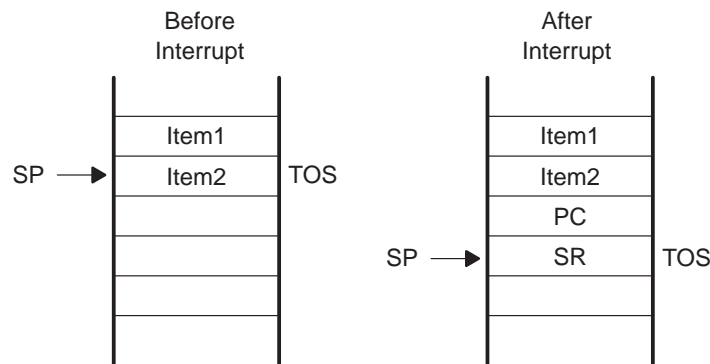 Before
Interrupt
Item1
SP
Item2
TOS
After
Interrupt
Item1
Item2
PC
SP
SR
TOS